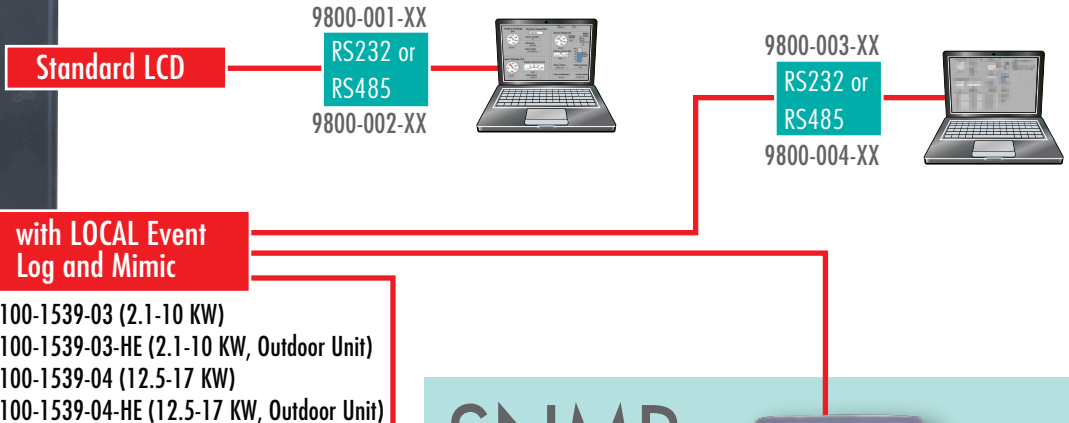 9800-001-XX
Standard LCD
RS232 or
RS485
9800-002-XX
9800-003-XX
RS232 or
RS485
9800-004-XX
with LOCAL Event
Log and Mimic
100-1539-03 (2.1-10 KW)
100-1539-03-HE (2.1-10 KW, Outdoor Unit)
100-1539-04 (12.5-17 KW)
100-1539-04-HE (12.5-17 KW, Outdoor Unit)
SNMP